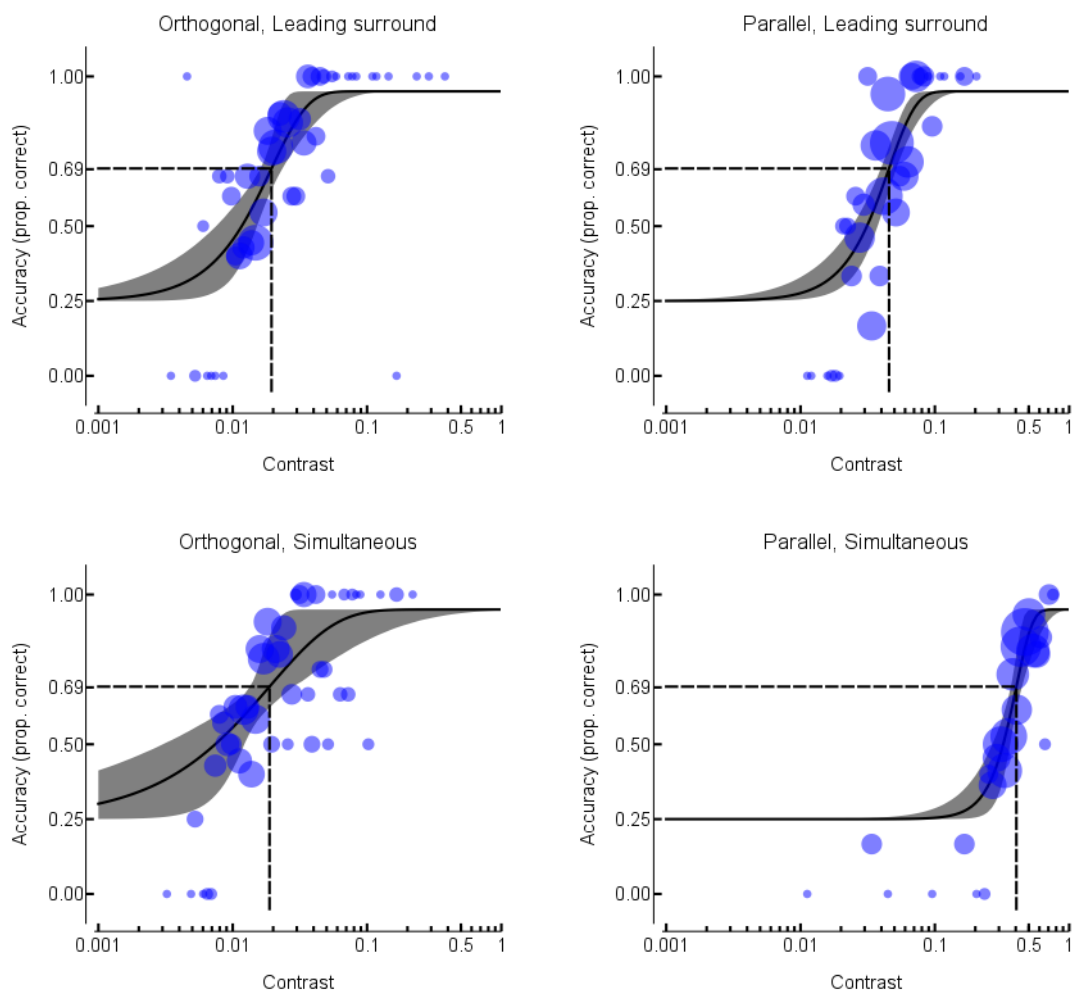 Orthogonal, Leading surround
Accuracy (prop. correct)
1.00
0.69
0.50
0.25
0.00
0.001 0.01 0.1 0.5 1
Contrast
Parallel, Leading surround
Accuracy (prop. correct)
1.00
0.69
0.50
0.25
0.00
0.001 0.01 0.1 0.5 1
Contrast
Orthogonal, Simultaneous
Accuracy (prop. correct)
1.00
0.69
0.50
0.25
0.00
0.001 0.01 0.1 0.5 1
Contrast
Parallel, Simultaneous
Accuracy (prop. correct)
1.00
0.69
0.50
0.25
0.00
0.001 0.01 0.1 0.5 1
Contrast